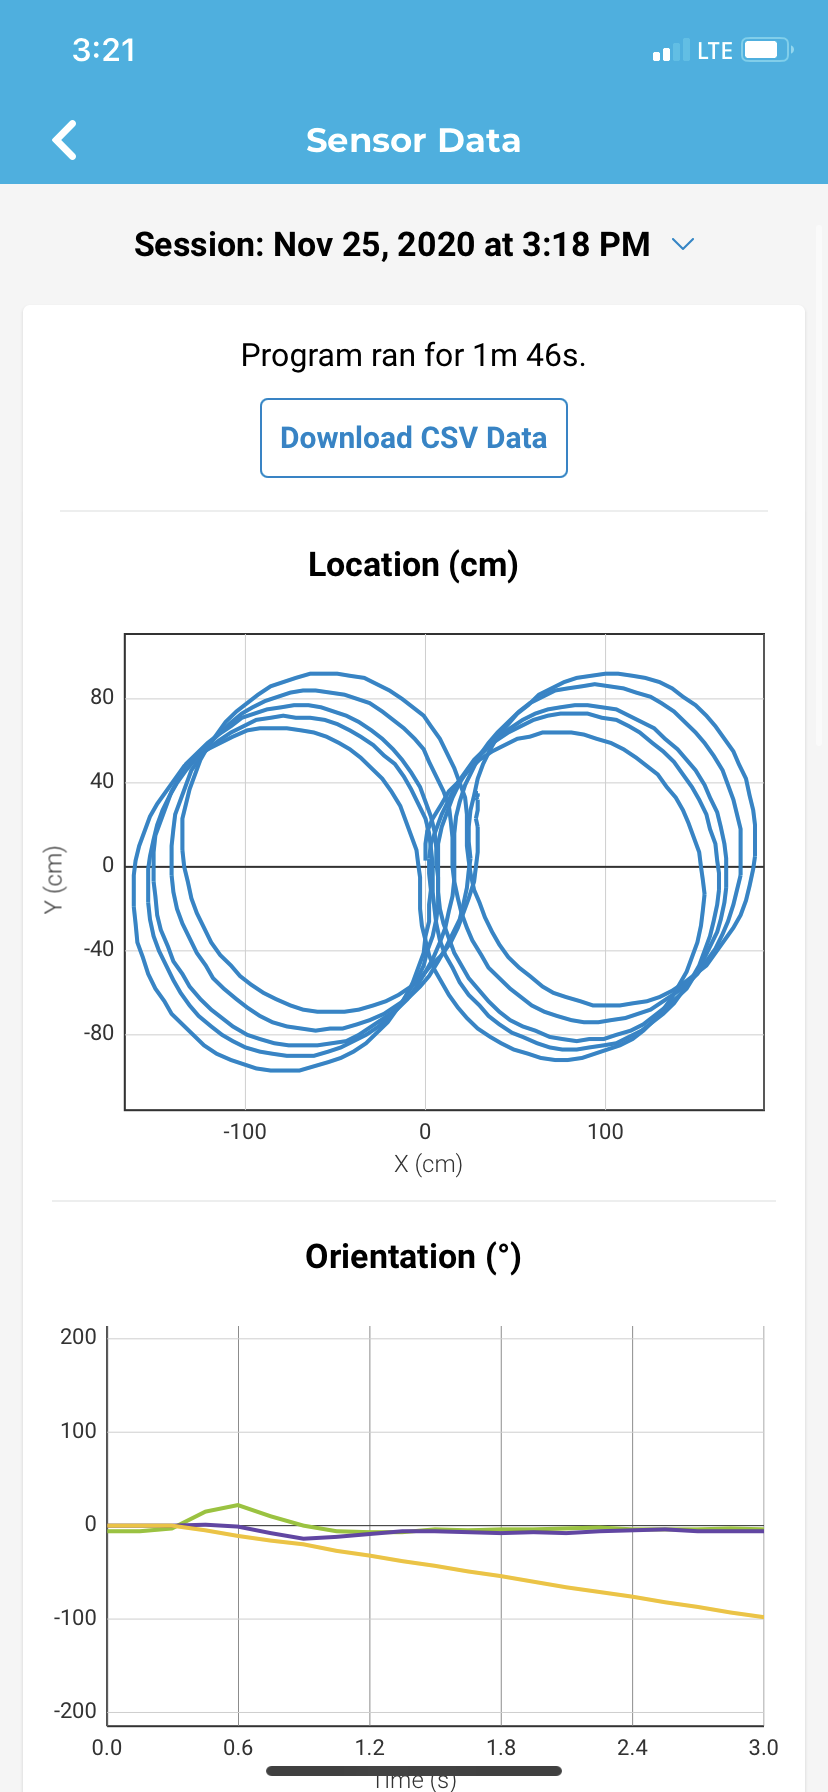 3:21 LTE
Sensor Data
Session: Nov 25, 2020 at 3:18 PM
Program ran for 1m 46s.
Download CSV Data
Location (cm)
80
40
0
-40
-80
Y (cm)
-100 0 100
X (cm)
Orientation (°)
200
100
0
-100
-200
0.0 0.6 1.2 1.8 2.4 3.0
Time (s)